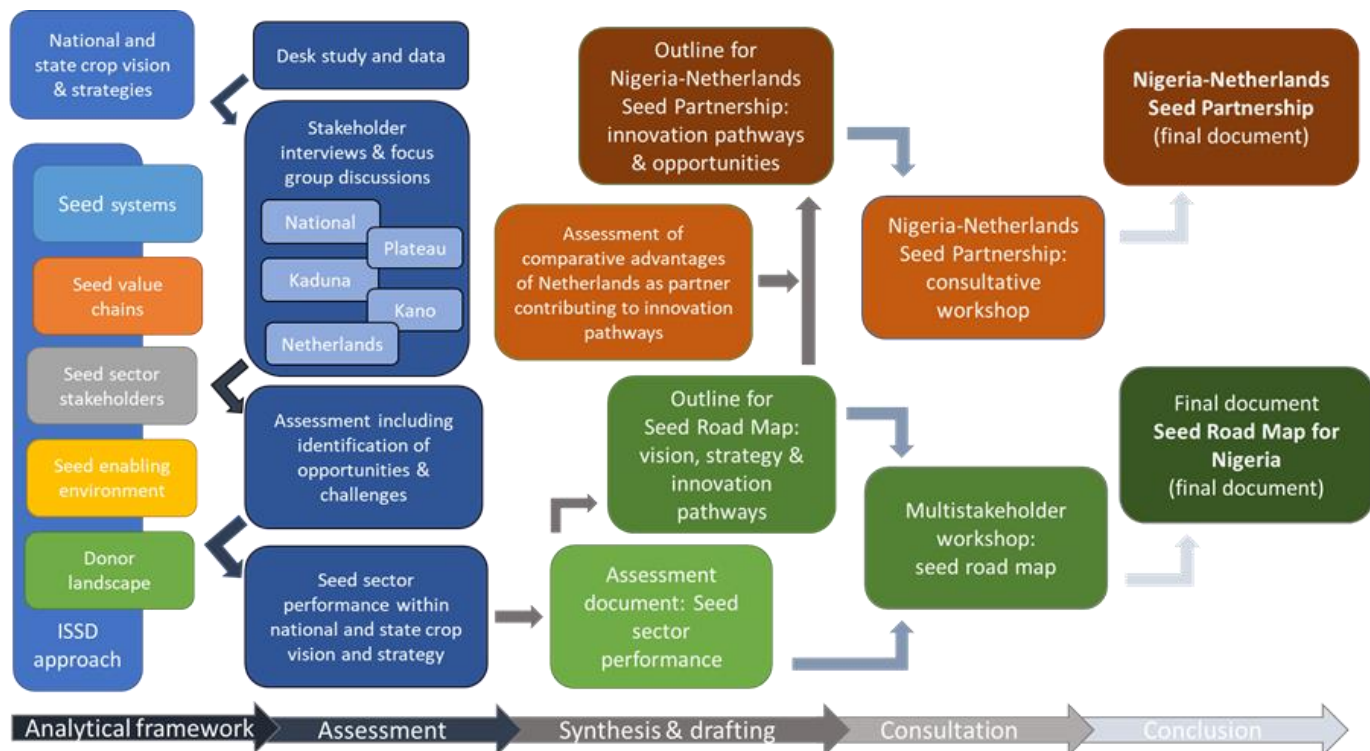 National and
state crop vision
& strategies
Seed systems
Seed value
chains
Seed sector
stakeholders
Seed enabling
environment
Donor
landscape
ISSD
approach
Desk study and data
Stakeholder
interviews & focus
group discussions
National
Plateau
Kaduna
Kano
Netherlands
Assessment including
identification of
opportunities &
challenges
Seed sector
performance within
national and state crop
vision and strategy
Outline for
Nigeria-Netherlands
Seed Partnership:
innovation pathways
& opportunities
Assessment of
comparative advantages
of Netherlands as partner
contributing to innovation
pathways
Outline for
Seed Road Map:
vision, strategy &
innovation
pathways
Assessment
document: Seed
sector
performance
Nigeria-Netherlands
Seed Partnership:
consultative
workshop
Multistakeholder
workshop:
seed road map
Nigeria-Netherlands
Seed Partnership
(final document)
Final document
Seed Road Map for
Nigeria
(final document)
Analytical framework
Assessment
Synthesis & drafting
Consultation
Conclusion